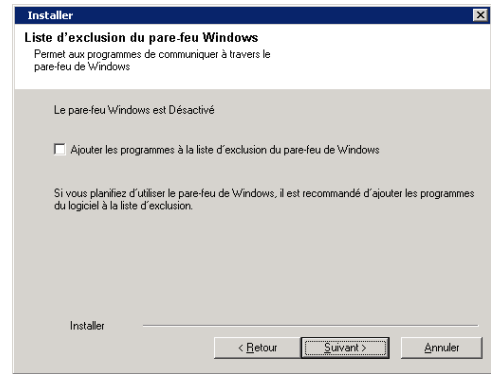 Installer
Liste d'exclusion du pare-feu Windows
Permet aux programmes de communiquer à travers le
pare-feu de Windows
Le pare-feu Windows est Désactivé
Ajouter les programmes à la liste d'exclusion du pare-feu de Windows
Si vous planifiez d'utiliser le pare-feu de Windows, il est recommandé d'ajouter les programmes
du logiciel à la liste d'exclusion.
Installer
< Retour
Suivant >
Annuler